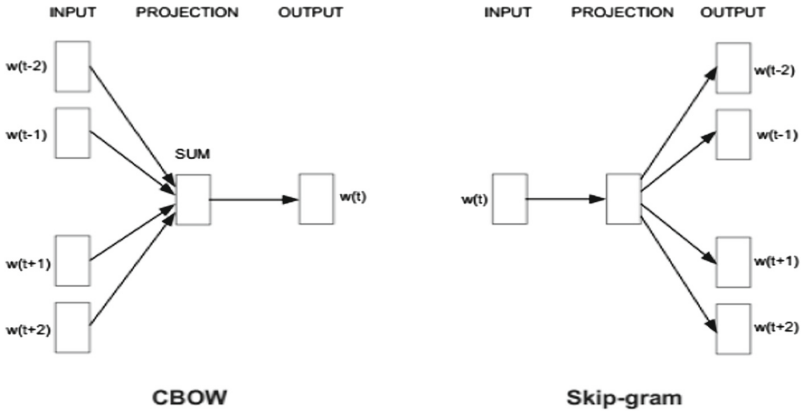 INPUT PROJECTION OUTPUT
w(t-2)
w(t-1)
SUM
w(t)
w(t+1)
w(t+2)
CBOW
INPUT PROJECTION OUTPUT
w(t-2)
w(t-1)
w(t)
w(t+1)
w(t+2)
Skip-gram